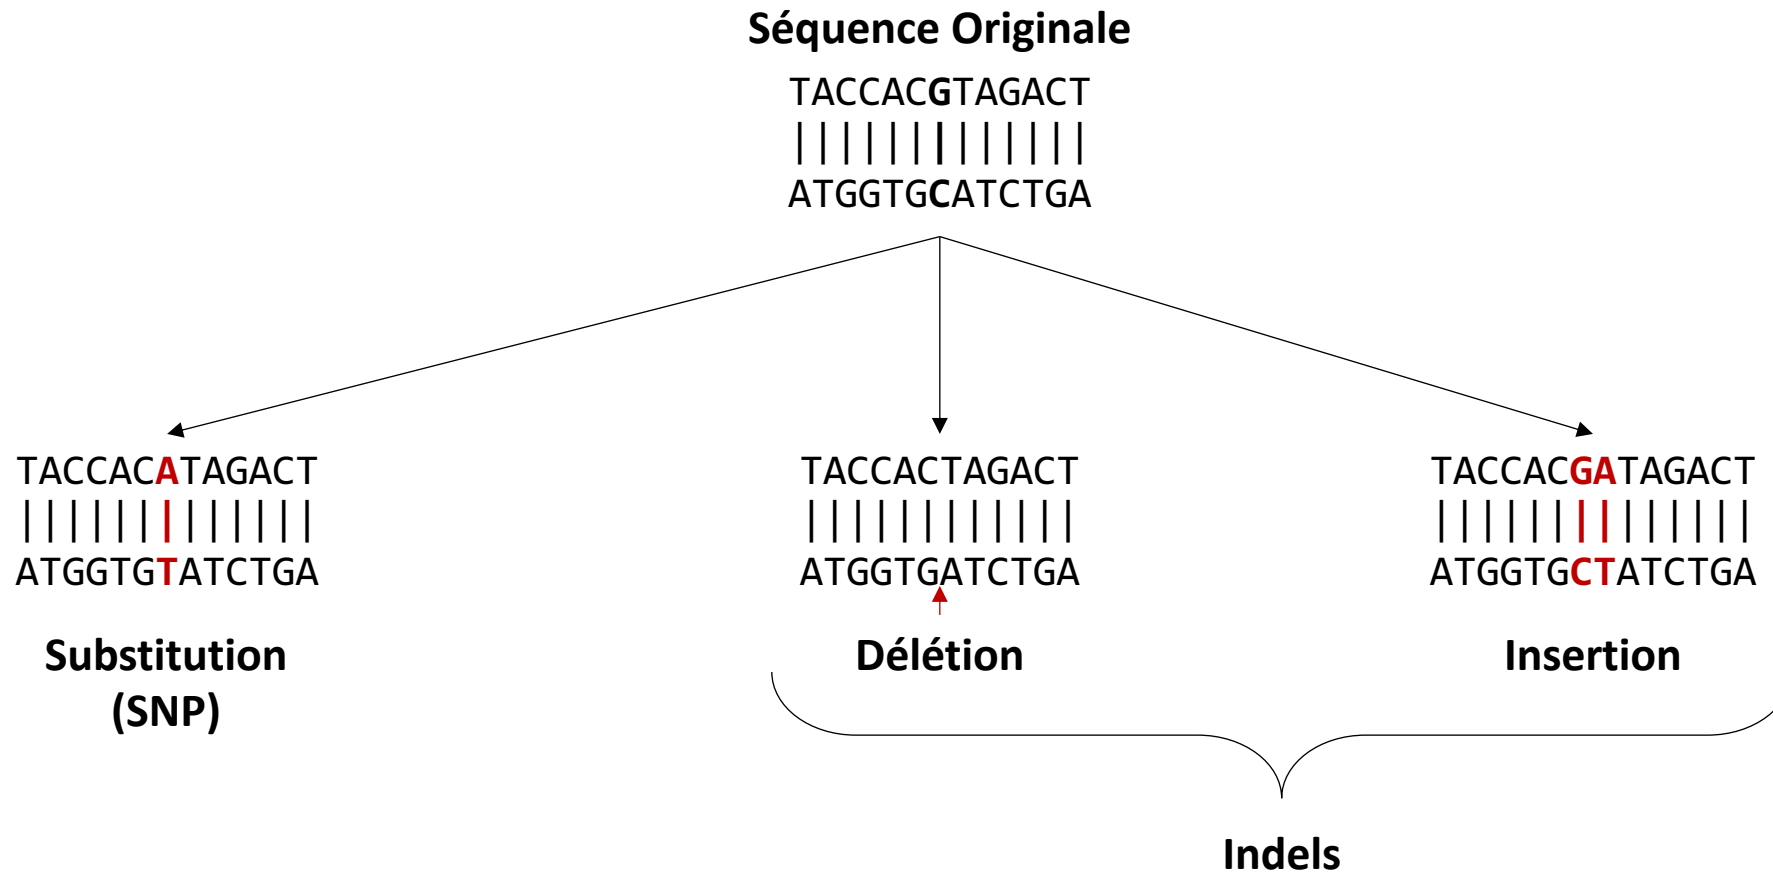 Séquence Originale
TACCACGTAGACT
|||||||||||||
ATGGTGCATCTGA
TACCACATAGACT
|||||||||||||
ATGGTGTATCTGA
Substitution
(SNP)
TACCACTAGACT
||||||||||||
ATGGTGATCTGA
Délétion
TACCACGATAGACT
||||||||||||||
ATGGTGCTATCTGA
Insertion
Indels